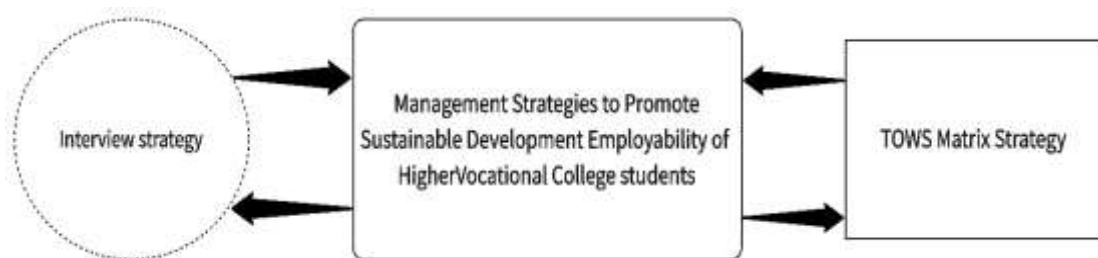 Interview strategy
Management Strategies to Promote
Sustainable Development Employability of
HigherVocational College students
TOWS Matrix Strategy